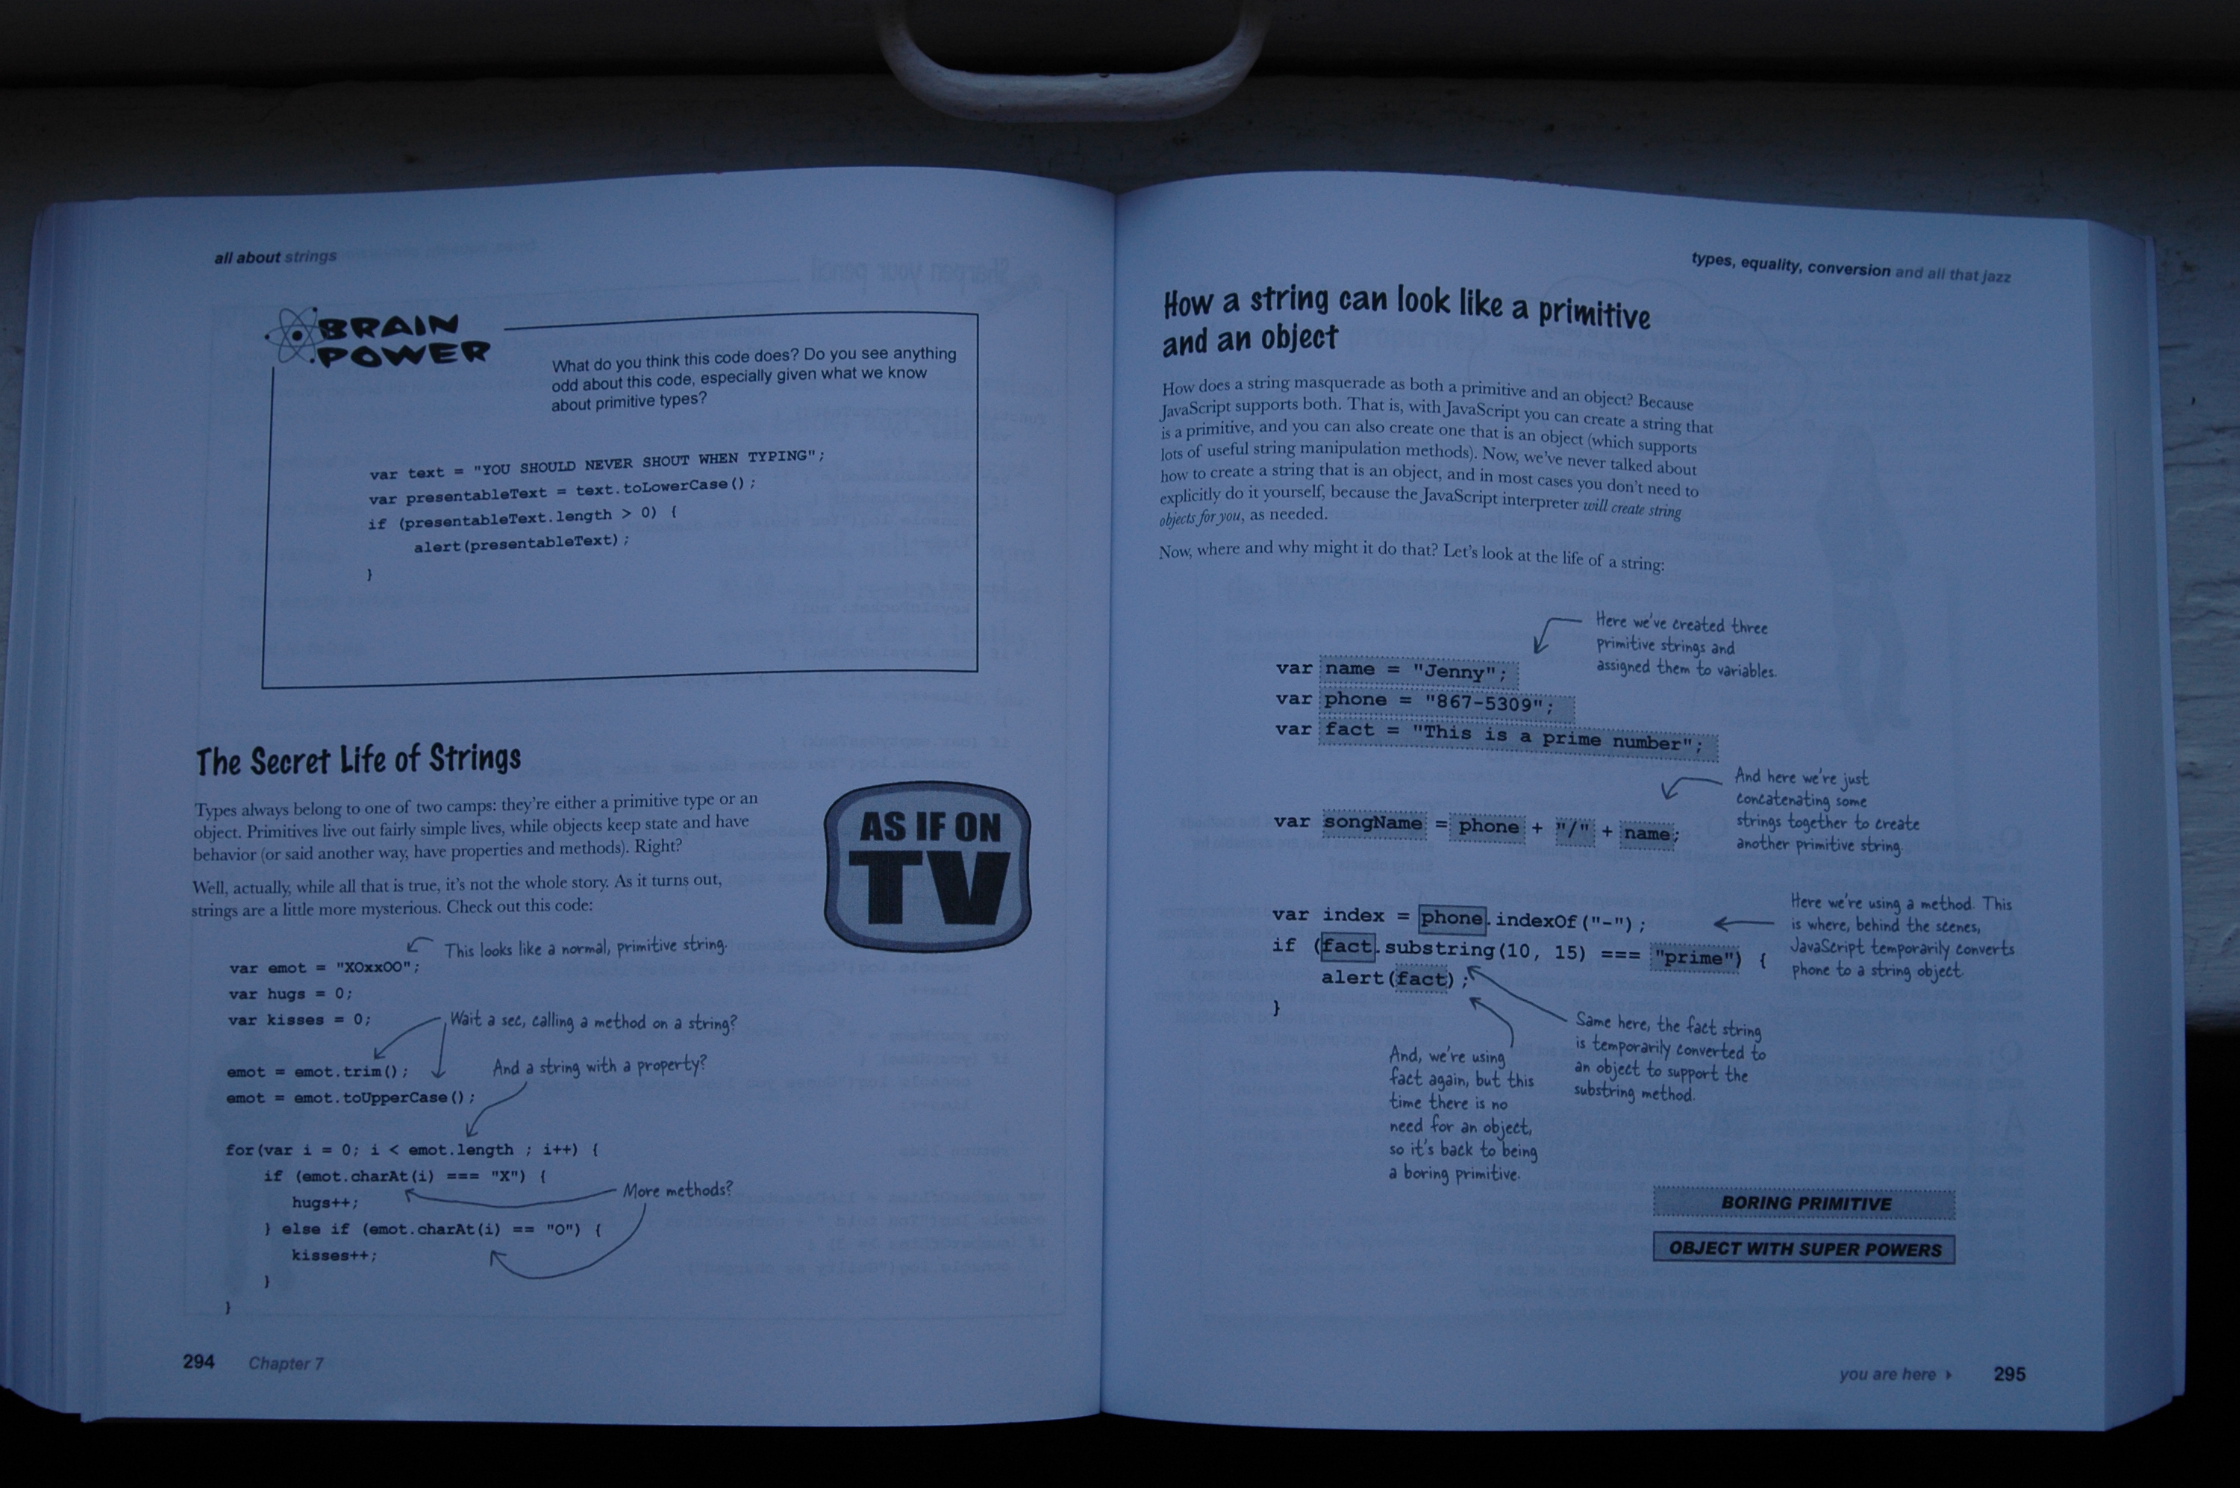 all about strings
BRAIN
POWER
What do you think this code does? Do you see anything
odd about this code, especially given what we know
about primitive types?
var text = "YOU SHOULD NEVER SHOUT WHEN TYPING";
var presentableText = text.toLowerCase();
if (presentableText.length > 0) {
alert(presentableText);
}
The Secret Life of Strings
Types always belong to one of two camps: they're either a primitive type or an
object. Primitives live out fairly simple lives, while objects keep state and have
behavior (or said another way, have properties and methods). Right?
Well, actually, while all that is true, it's not the whole story. As it turns out,
strings are a little more mysterious. Check out this code:
AS IF ON
TV
var emot = "XOxxOO";
This looks like a normal, primitive string.
var hugs = 0;
var kisses = 0;
Wait a sec, calling a method on a string?
emot = emot.trim();
emot = emot.toUpperCase();
And a string with a property?
for(var i = 0; i < emot.length ; i++) {
if (emot.charAt(i) === "X") {
More methods?
hugs++;
} else if (emot.charAt(i) == "O") {
kisses++;
}
}
294
Chapter 7
types, equality, conversion and all that jazz
How a string can look like a primitive
and an object
How does a string masquerade as both a primitive and an object? Because
JavaScript supports both. That is, with JavaScript you can create a string that
is a primitive, and you can also create one that is an object (which supports
lots of useful string manipulation methods). Now, we've never talked about
how to create a string that is an object, and in most cases you don't need to
explicitly do it yourself, because the JavaScript interpreter will create string
objects for you, as needed.
Now, where and why might it do that? Let's look at the life of a string:
Here we've created three
primitive strings and
assigned them to variables.
var name = "Jenny";
var phone = "867-5309";
var fact = "This is a prime number";
And here we're just
concatenating some
strings together to create
another primitive string.
var songName = phone + "/" + name;
Here we're using a method. This
is where, behind the scenes,
JavaScript temporarily converts
phone to a string object.
var index = phone.indexOf("-");
if (fact.substring(10, 15) === "prime") {
alert(fact);
}
Same here, the fact string
is temporarily converted to
an object to support the
substring method.
And, we're using
fact again, but this
time there is no
need for an object,
so it's back to being
a boring primitive.
BORING PRIMITIVE
OBJECT WITH SUPER POWERS
you are here
295